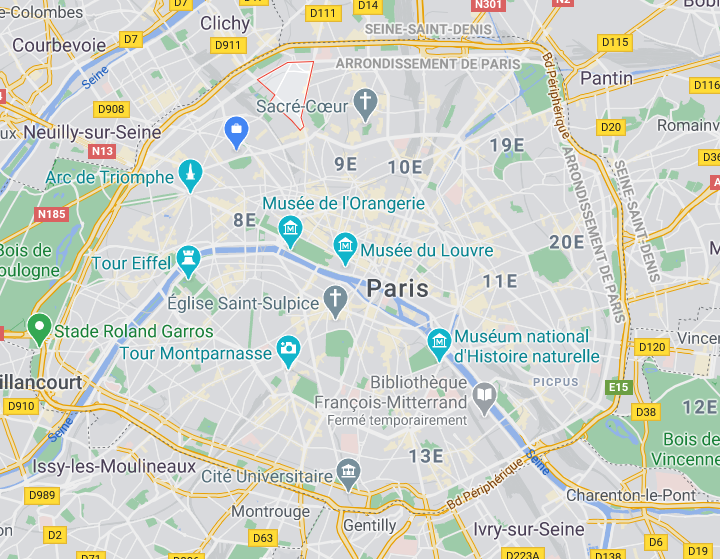 e-Colombes
Clichy
D7
D111
D14
N301
N2
Courbevoie
D7
D911
SEINE-SAINT-DENIS
D115
ARRONDISSEMENT DE PARIS
Bd Périphérique
Pantin
D116
Seine
D908
Sacré-Cœur
Neuilly-sur-Seine
D20
Romainv
N13
19E
9E
10E
D36
Arc de Triomphe
SEINE-SAINT-DENIS
ARRONDISSEMENT DE PARIS
N185
8E
Musée de l'Orangerie
Bois de
oulogne
Tour Eiffel
Musée du Louvre
20E
11E
Paris
Église Saint-Sulpice
Stade Roland Garros
Muséum national
d'Histoire naturelle
Tour Montparnasse
D120
Vincen
illancourt
PICPUS
E15
Bibliothèque
François-Mitterrand
Fermé temporairement
D910
D38
12E
Seine
Bois de
Vincenne
13E
Issy-les-Moulineaux
Cité Universitaire
Seine
Bd Périphérique
D989
Charenton-le-Pont
Montrouge
Gentilly
Ivry-sur-Seine
D2
D63
D6
D19
D71
D223A
D138